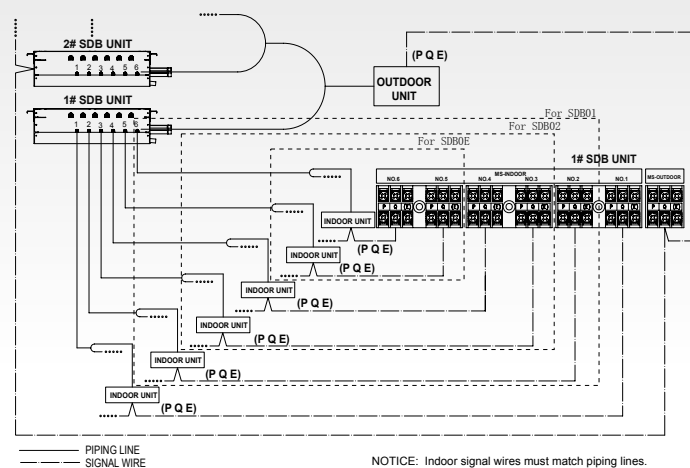 2# SDB UNIT
1 2 3 4 5 6
(P Q E)
OUTDOOR
UNIT
1# SDB UNIT
1 2 3 4 5 6
For SDB01
For SDB02
For SDB0E
1# SDB UNIT
MS-INDOOR
MS-OUTDOOR
NO.6 NO.5 NO.4 NO.3 NO.2 NO.1
P Q E P Q E P Q E P Q E P Q E P Q E P Q E
INDOOR UNIT
(P Q E)
INDOOR UNIT
(P Q E)
INDOOR UNIT
(P Q E)
INDOOR UNIT
(P Q E)
INDOOR UNIT
(P Q E)
INDOOR UNIT
(P Q E)
PIPING LINE
SIGNAL WIRE
NOTICE: Indoor signal wires must match piping lines.